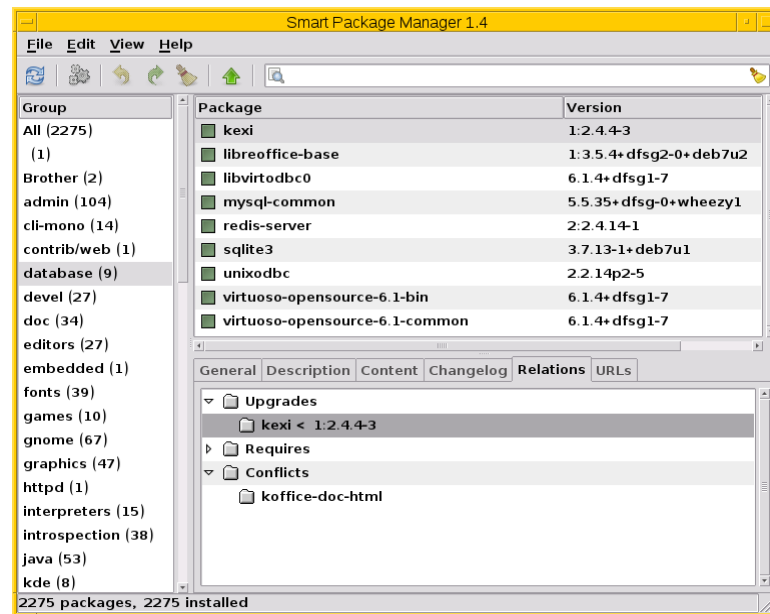 Smart Package Manager 1.4
File Edit View Help
Group
All (2275)
(1)
Brother (2)
admin (104)
cli-mono (14)
contrib/web (1)
database (9)
devel (27)
doc (34)
editors (27)
embedded (1)
fonts (39)
games (10)
gnome (67)
graphics (47)
httpd (1)
interpreters (15)
introspection (38)
java (53)
kde (8)
Package Version
kexi 1:2.4.4-3
libreoffice-base 1:3.5.4+dfsg2-0+deb7u2
libvirtodbc0 6.1.4+dfsg1-7
mysql-common 5.5.35+dfsg-0+wheezy1
redis-server 2:2.4.14-1
sqlite3 3.7.13-1+deb7u1
unixodbc 2.2.14p2-5
virtuoso-opensource-6.1-bin 6.1.4+dfsg1-7
virtuoso-opensource-6.1-common 6.1.4+dfsg1-7
General Description Content Changelog Relations URLs
Upgrades
kexi < 1:2.4.4-3
Requires
Conflicts
koffice-doc-html
2275 packages, 2275 installed